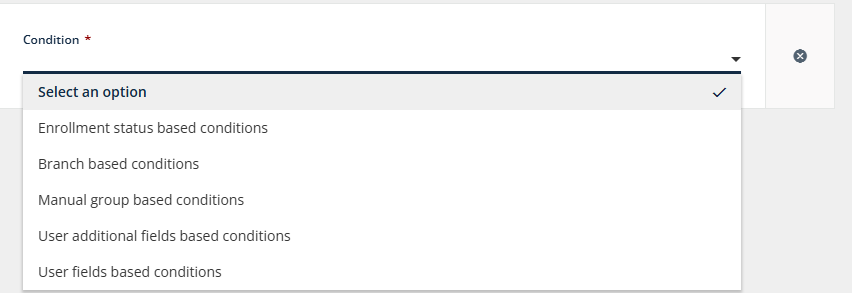 Condition *
Select an option
Enrollment status based conditions
Branch based conditions
Manual group based conditions
User additional fields based conditions
User fields based conditions